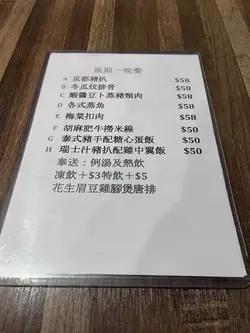 星期一晚餐
A 京都豬扒 $58
B 冬瓜炆排骨 $58
C 蝦醬豆卜蒸豬頸肉 $58
D 各式蒸魚 $58
E 梅菜扣肉 $58
F 胡麻肥牛撈米線 $50
G 泰式豬手配糖心蛋飯 $50
H 瑞士汁豬扒配雞中翼飯 $50
泰送：例湯及熱飲
凍飲+$3特飲+$5
花生眉豆雞腳煲唐排